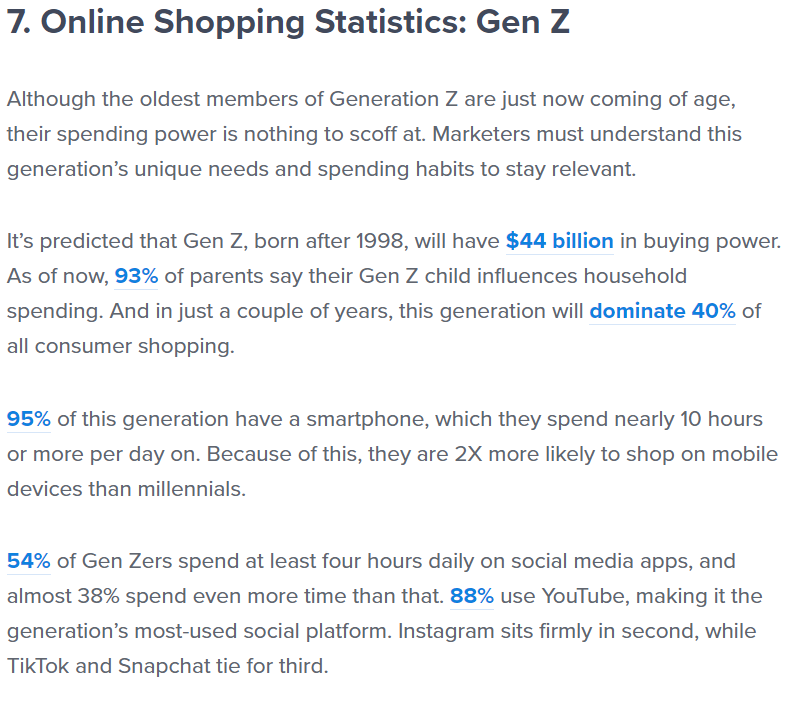 7. Online Shopping Statistics: Gen Z
Although the oldest members of Generation Z are just now coming of age,
their spending power is nothing to scoff at. Marketers must understand this
generation’s unique needs and spending habits to stay relevant.
It’s predicted that Gen Z, born after 1998, will have $44 billion in buying power.
As of now, 93% of parents say their Gen Z child influences household
spending. And in just a couple of years, this generation will dominate 40% of
all consumer shopping.
95% of this generation have a smartphone, which they spend nearly 10 hours
or more per day on. Because of this, they are 2X more likely to shop on mobile
devices than millennials.
54% of Gen Zers spend at least four hours daily on social media apps, and
almost 38% spend even more time than that. 88% use YouTube, making it the
generation’s most-used social platform. Instagram sits firmly in second, while
TikTok and Snapchat tie for third.